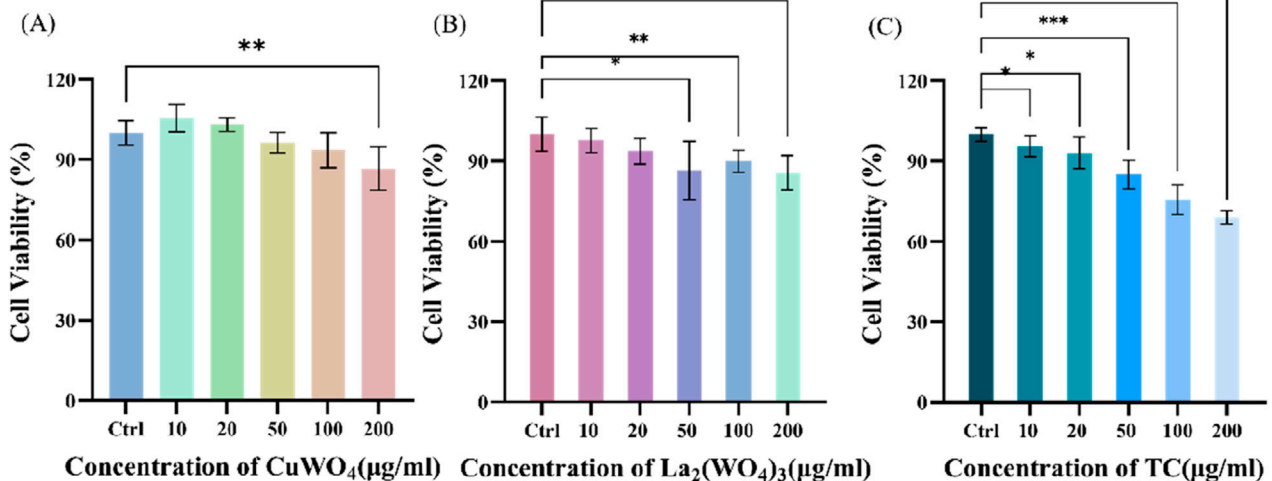 (A)
**
Cell Viability (%)
120
90
60
30
0
Ctrl 10 20 50 100 200
Concentration of CuWO₄(μg/ml)
(B)
**
*
Cell Viability (%)
120
90
60
30
0
Ctrl 10 20 50 100 200
Concentration of La₂(WO₄)₃(μg/ml)
(C)
***
*
*
Cell Viability (%)
120
90
60
30
0
Ctrl 10 20 50 100 200
Concentration of TC(μg/ml)